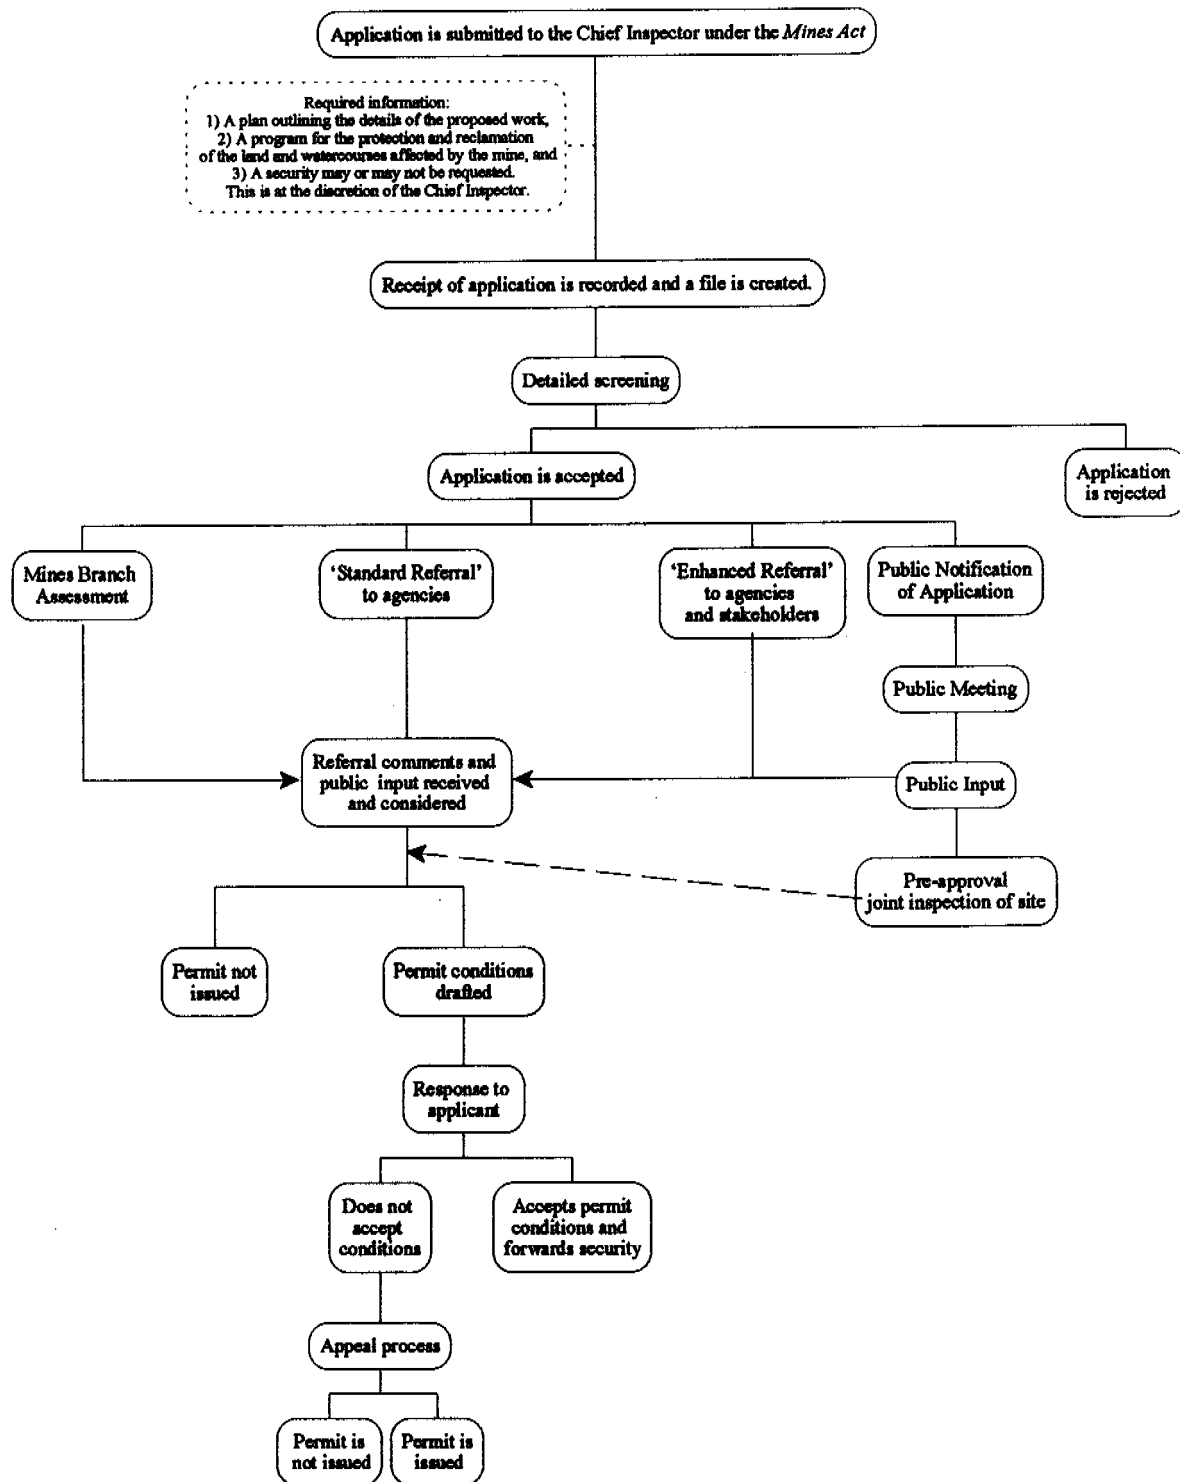 Application is submitted to the Chief Inspector under the Mines Act
Required information:
1) A plan outlining the details of the proposed work,
2) A program for the protection and reclamation
of the land and watercourses affected by the mine, and
3) A security may or may not be requested.
This is at the discretion of the Chief Inspector.
Receipt of application is recorded and a file is created.
Detailed screening
Application is accepted
Application
is rejected
Mines Branch
Assessment
‘Standard Referral’
to agencies
‘Enhanced Referral’
to agencies
and stakeholders
Public Notification
of Application
Public Meeting
Referral comments and
public input received
and considered
Public Input
Pre-approval
joint inspection of site
Permit not
issued
Permit conditions
drafted
Response to
applicant
Does not
accept
conditions
Accepts permit
conditions and
forwards security
Appeal process
Permit is
not issued
Permit is
issued